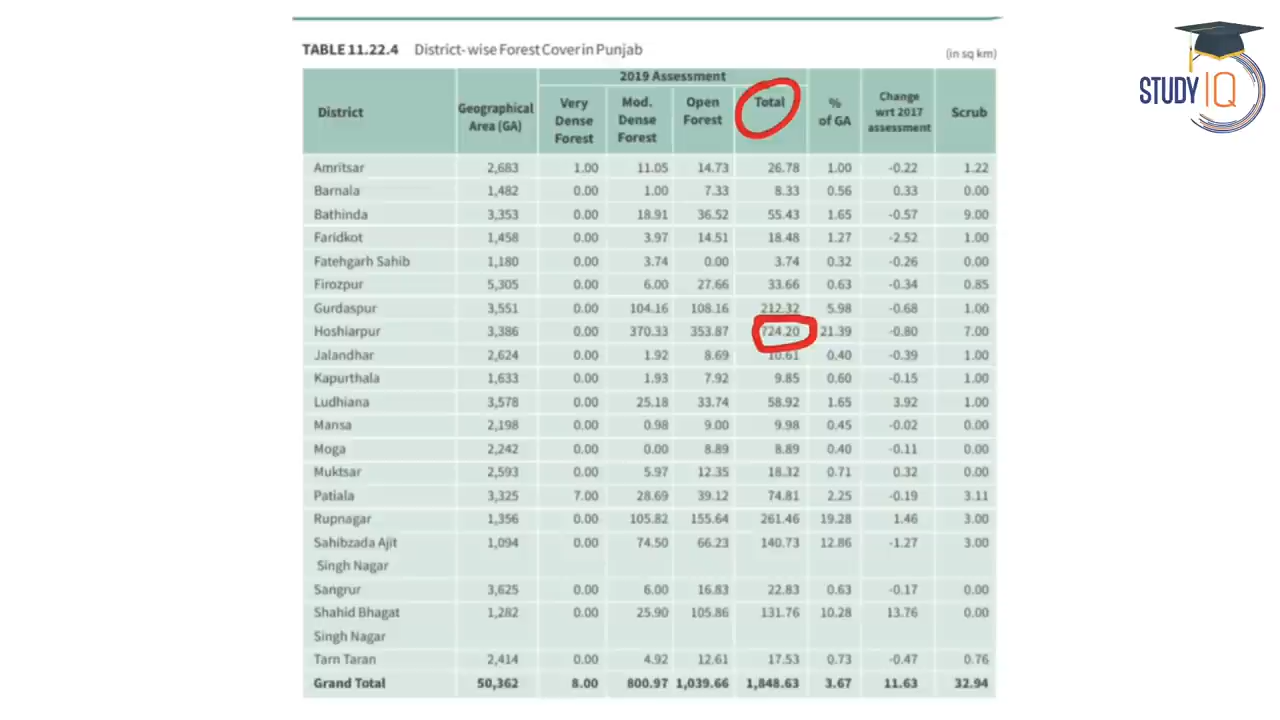 TABLE 11.22.4 District- wise Forest Cover in Punjab
(in sq km)
STUDY IQ
2019 Assessment
District Geographical Area (GA) Very Dense Forest Mod. Dense Forest Open Forest Total % of GA Change wrt 2017 assessment Scrub
Amritsar 2,683 1.00 11.05 14.73 26.78 1.00 -0.22 1.22
Barnala 1,482 0.00 1.00 7.33 8.33 0.56 0.33 0.00
Bathinda 3,353 0.00 18.91 36.52 55.43 1.65 -0.57 9.00
Faridkot 1,458 0.00 3.97 14.51 18.48 1.27 -2.52 1.00
Fatehgarh Sahib 1,180 0.00 3.74 0.00 3.74 0.32 -0.26 0.00
Firozpur 5,305 0.00 6.00 27.66 33.66 0.63 -0.34 0.85
Gurdaspur 3,551 0.00 104.16 108.16 212.32 5.98 -0.68 1.00
Hoshiarpur 3,386 0.00 370.33 353.87 724.20 21.39 -0.80 7.00
Jalandhar 2,624 0.00 1.92 8.69 10.61 0.40 -0.39 1.00
Kapurthala 1,633 0.00 1.93 7.92 9.85 0.60 -0.15 1.00
Ludhiana 3,578 0.00 25.18 33.74 58.92 1.65 3.92 1.00
Mansa 2,198 0.00 0.98 9.00 9.98 0.45 -0.02 0.00
Moga 2,242 0.00 0.00 8.89 8.89 0.40 -0.11 0.00
Muktsar 2,593 0.00 5.97 12.35 18.32 0.71 0.32 0.00
Patiala 3,325 7.00 28.69 39.12 74.81 2.25 -0.19 3.11
Rupnagar 1,356 0.00 105.82 155.64 261.46 19.28 1.46 3.00
Sahibzada Ajit 1,094 0.00 74.50 66.23 140.73 12.86 -1.27 3.00
Singh Nagar
Sangrur 3,625 0.00 6.00 16.83 22.83 0.63 -0.17 0.00
Shahid Bhagat 1,282 0.00 25.90 105.86 131.76 10.28 13.76 0.00
Singh Nagar
Tarn Taran 2,414 0.00 4.92 12.61 17.53 0.73 -0.47 0.76
Grand Total 50,362 8.00 800.97 1,039.66 1,848.63 3.67 11.63 32.94